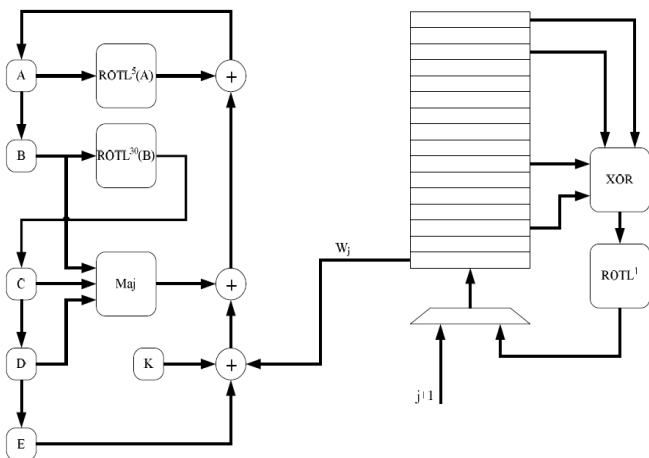 A
ROTL⁵(A)
+
B
ROTL³⁰(B)
XOR
Wⱼ
C
Maj
+
ROTL¹
D
K
+
j+1
E